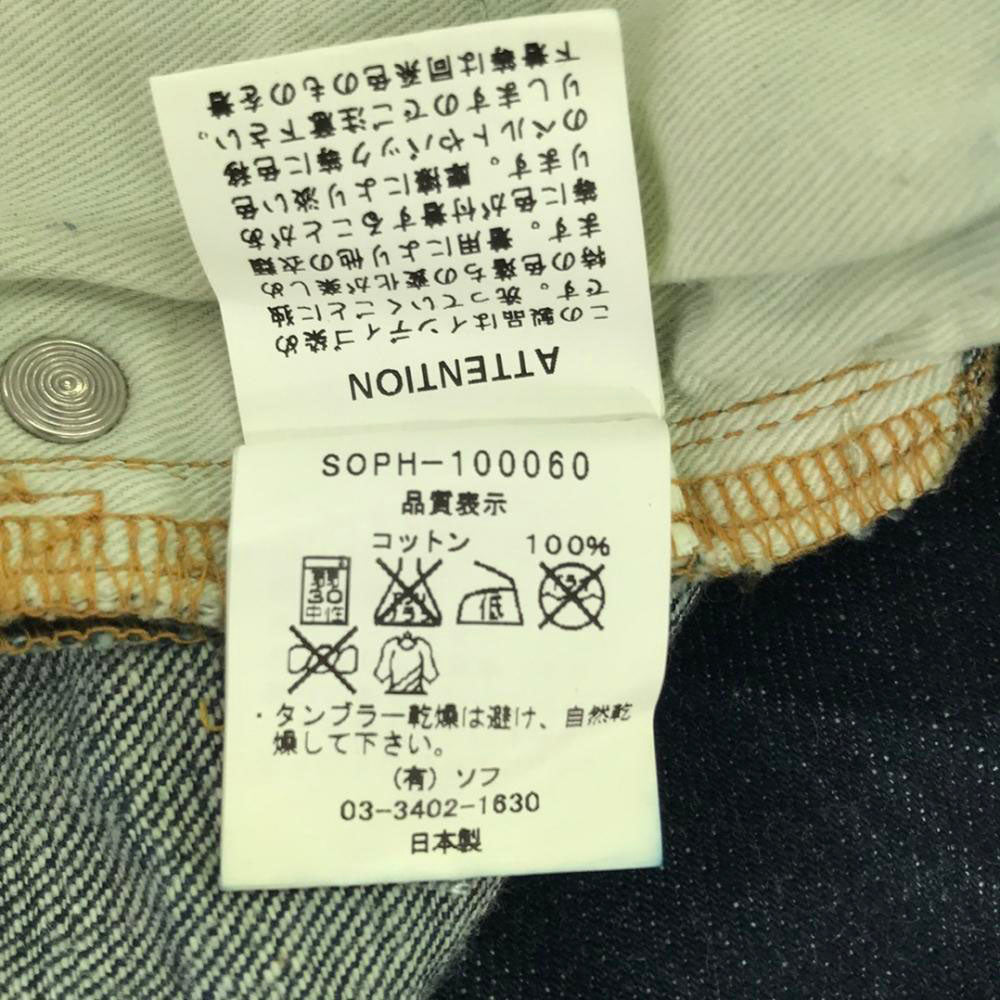 ATTENTION
この製品はインディゴ染め
です。洗っていくごとに独
特の色落ちの変化が楽しめ
ます。着用により他の衣類
等に色が付着することがあ
ります。摩擦により淡い色
のベルトやバック等に色移
りしますのでご注意下さい。
下着等は同系色のものを着
SOPH-100060
品質表示
コットン 100%
弱
30
中性
低
・タンブラー乾燥は避け、自然乾
燥して下さい。
(有) ソフ
03-3402-1630
日本製